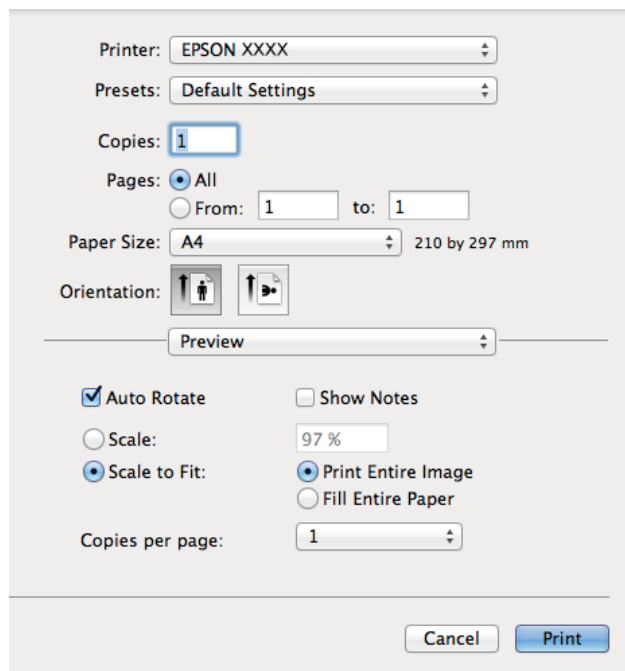 Printer: EPSON XXXX
Presets: Default Settings
Copies: 1
Pages: All
From: 1 to: 1
Paper Size: A4 210 by 297 mm
Orientation:
Preview
Auto Rotate Show Notes
Scale: 97 %
Scale to Fit: Print Entire Image
Fill Entire Paper
Copies per page: 1
Cancel Print